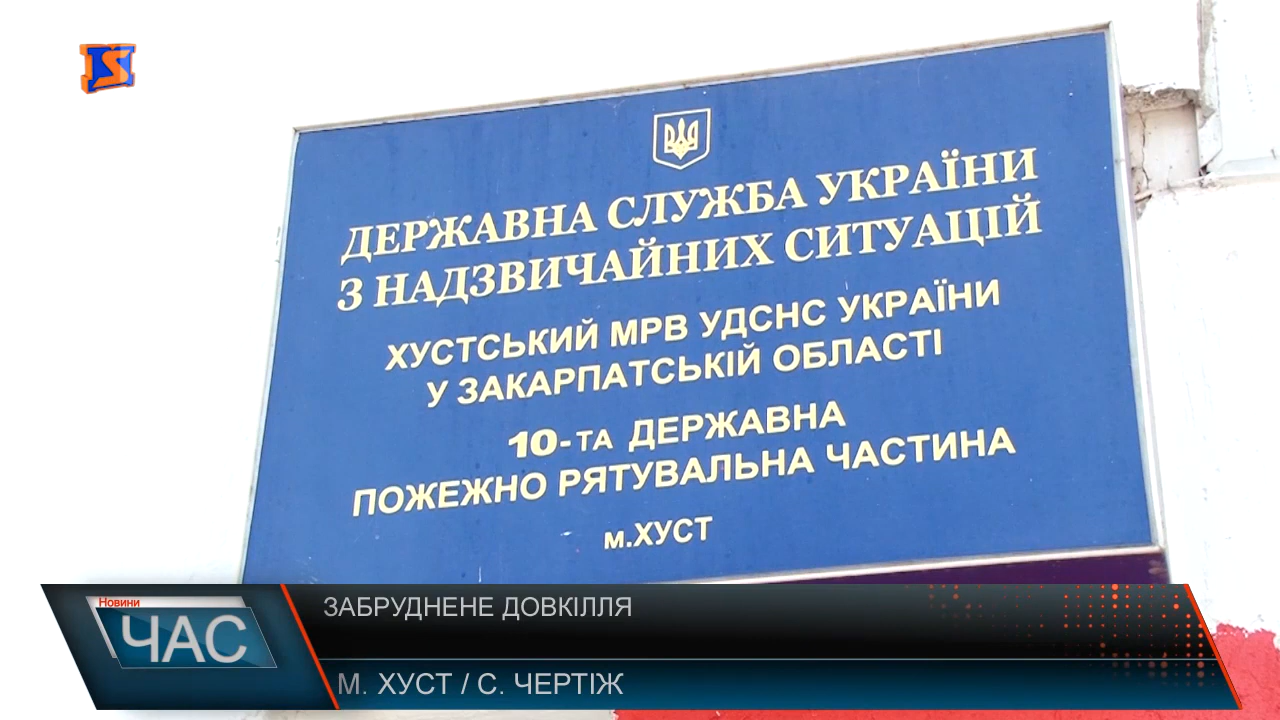 ДЕРЖАВНА СЛУЖБА УКРАЇНИ
З НАДЗВИЧАЙНИХ СИТУАЦІЙ
ХУСТСЬКИЙ МРВ УДСНС УКРАЇНИ
У ЗАКАРПАТСЬКІЙ ОБЛАСТІ
10-ТА ДЕРЖАВНА
ПОЖЕЖНО РЯТУВАЛЬНА ЧАСТИНА
м.ХУСТ
Новини
ЧАС
ЗАБРУДНЕНЕ ДОВКІЛЛЯ
М. ХУСТ / С. ЧЕРТІЖ